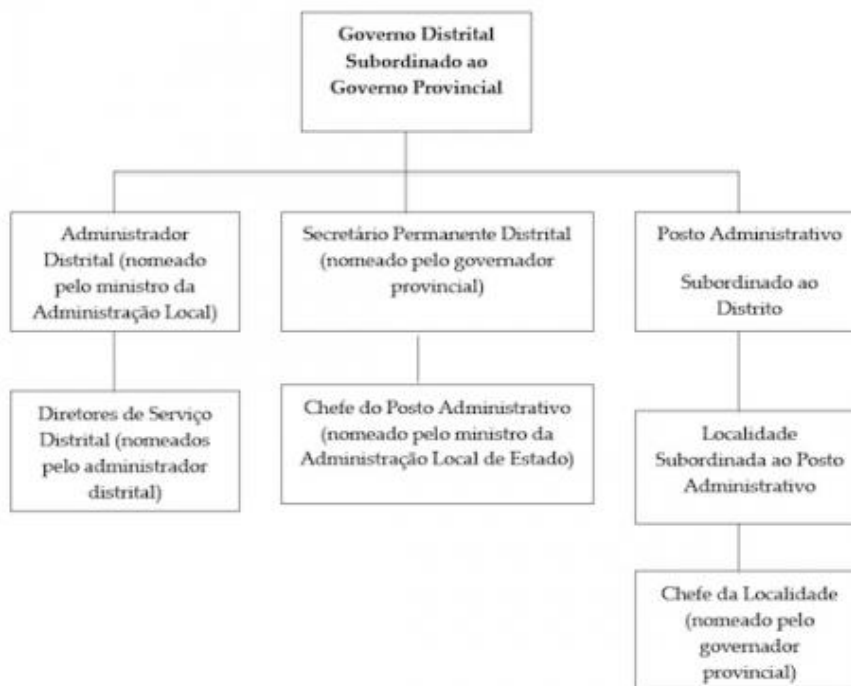 Governo Distrital
Subordinado ao
Governo Provincial
Administrador
Distrital (nomeado
pelo ministro da
Administração Local)
Secretário Permanente Distrital
(nomeado pelo governador
provincial)
Posto Administrativo
Subordinado ao
Distrito
Diretores de Serviço
Distrital (nomeados
pelo administrador
distrital)
Chefe do Posto Administrativo
(nomeado pelo ministro da
Administração Local de Estado)
Localidade
Subordinada ao Posto
Administrativo
Chefe da Localidade
(nomeado pelo
governador
provincial)